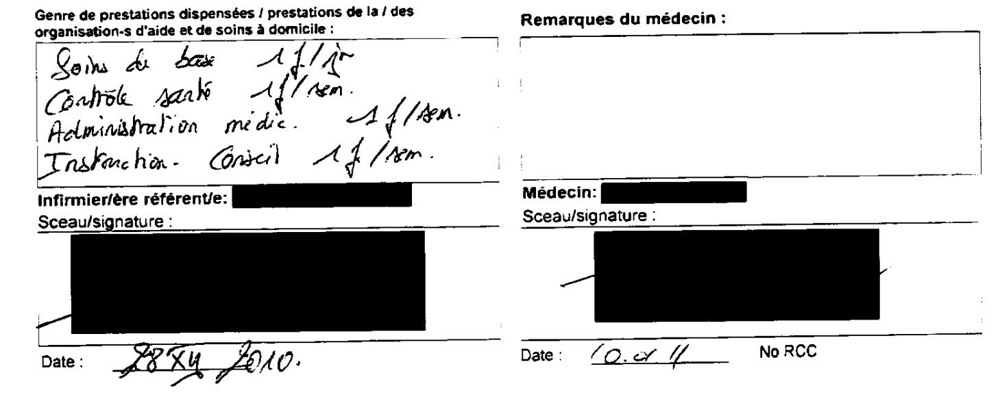 Genre de prestations dispensées / prestations de la / des
organisation-s d'aide et de soins à domicile :
Soins de base 1 f / jr
Contrôle santé 1 f / sem.
Administration médic. 1 f / sem.
Instruction - Conseil 1 f / sem.
Infirmier/ère référent/e:
Sceau/signature :
Date : 28 XII 2010.
Remarques du médecin :
Médecin:
Sceau/signature :
Date : 10. 01. 11 No RCC